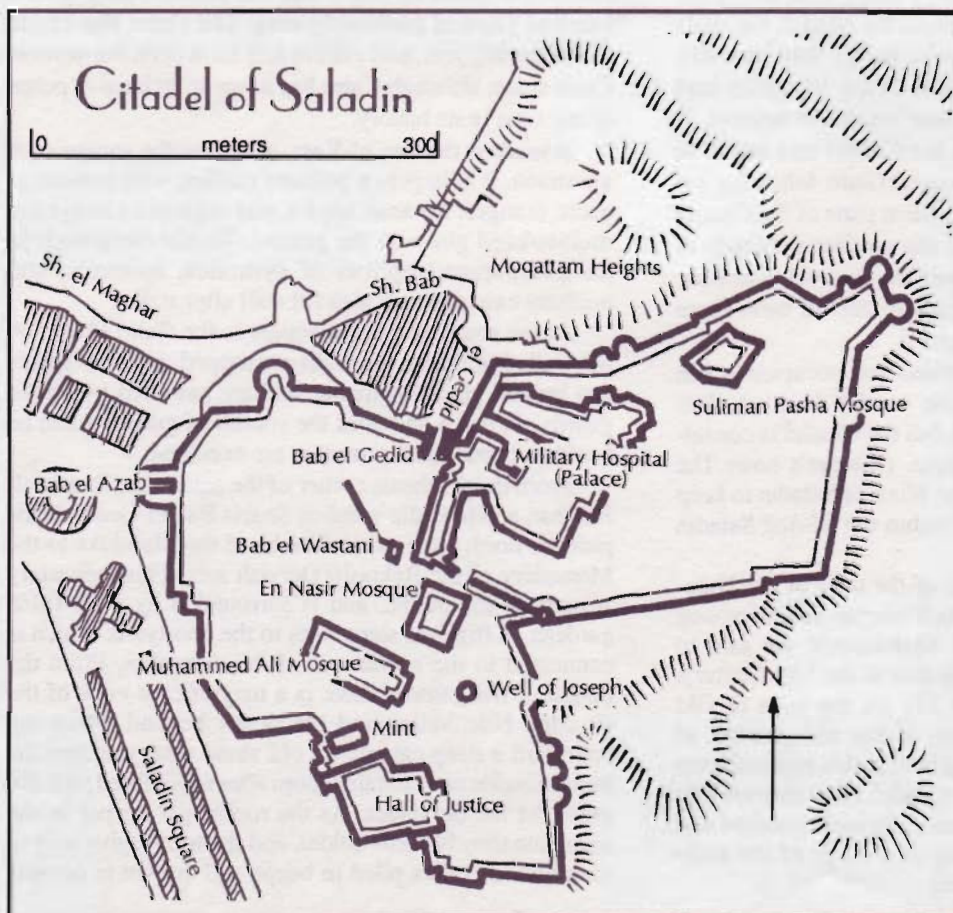 Citadel of Saladin
0 meters 300
Moqattam Heights
Sh. el Maghar
Sh. Bab
el Gedid
Suliman Pasha Mosque
Bab el Gedid
Military Hospital
(Palace)
Bab el Azab
Bab el Wastani
En Nasir Mosque
Muhammed Ali Mosque
Well of Joseph
N
Mint
Hall of Justice
Saladin Square